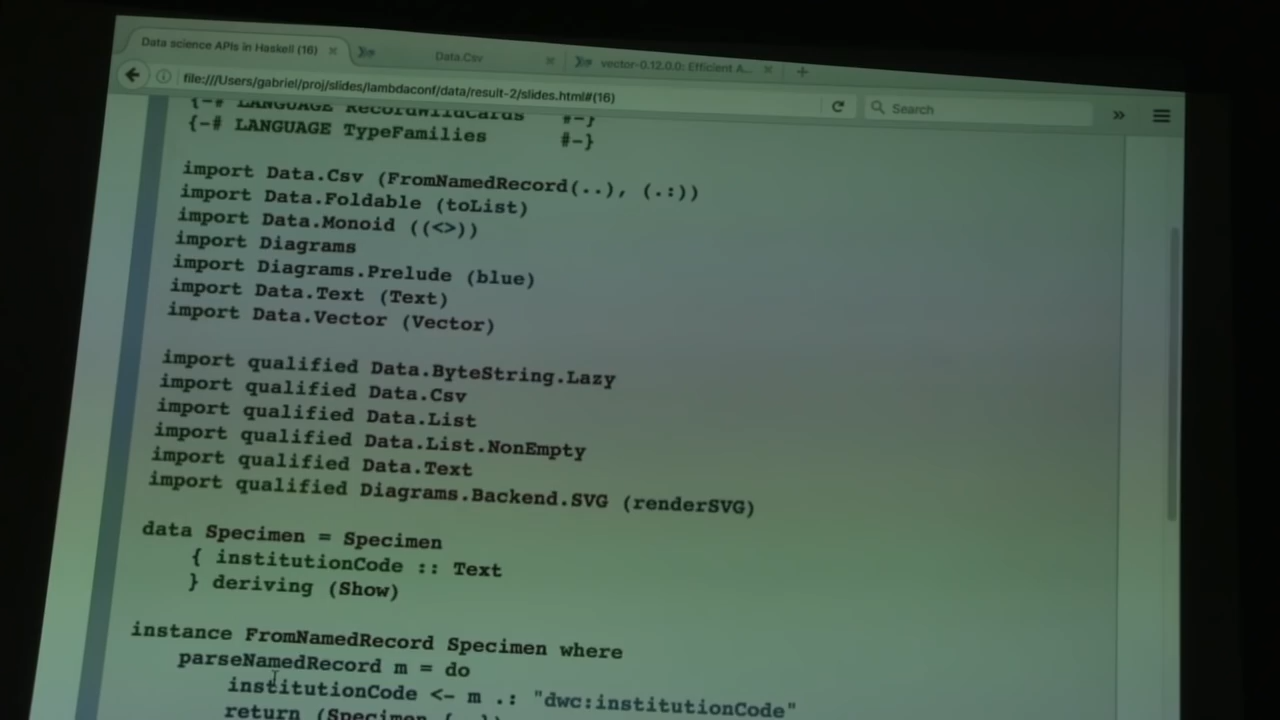 Data science APIs in Haskell (16)
Data.Csv
vector-0.12.0.0: Efficient A...
file:///Users/gabriel/proj/slides/lambdaconf/data/result-2/slides.html#(16)
Search
{-# LANGUAGE RecordWildCards #-}
{-# LANGUAGE TypeFamilies #-}
import Data.Csv (FromNamedRecord(..), (.:))
import Data.Foldable (toList)
import Data.Monoid ((<>))
import Diagrams
import Diagrams.Prelude (blue)
import Data.Text (Text)
import Data.Vector (Vector)
import qualified Data.ByteString.Lazy
import qualified Data.Csv
import qualified Data.List
import qualified Data.List.NonEmpty
import qualified Data.Text
import qualified Diagrams.Backend.SVG (renderSVG)
data Specimen = Specimen
{ institutionCode :: Text
} deriving (Show)
instance FromNamedRecord Specimen where
parseNamedRecord m = do
institutionCode <- m .: "dwc:institutionCode"
return (Specimen {..})